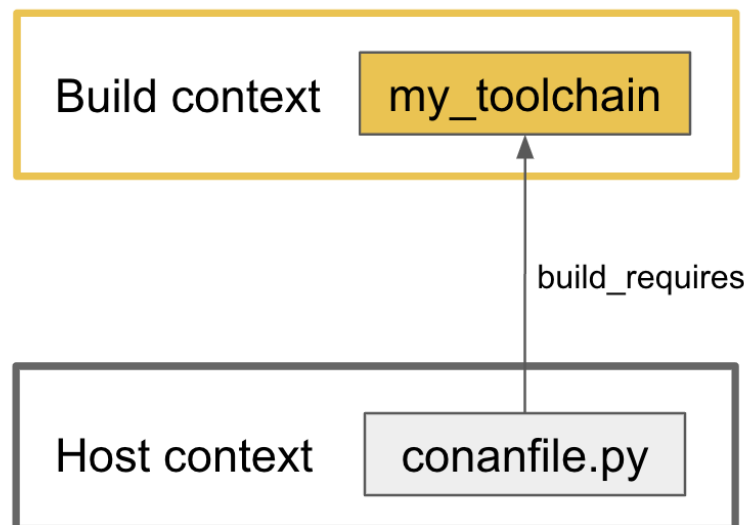 Build context
my_toolchain
build_requires
Host context
conanfile.py